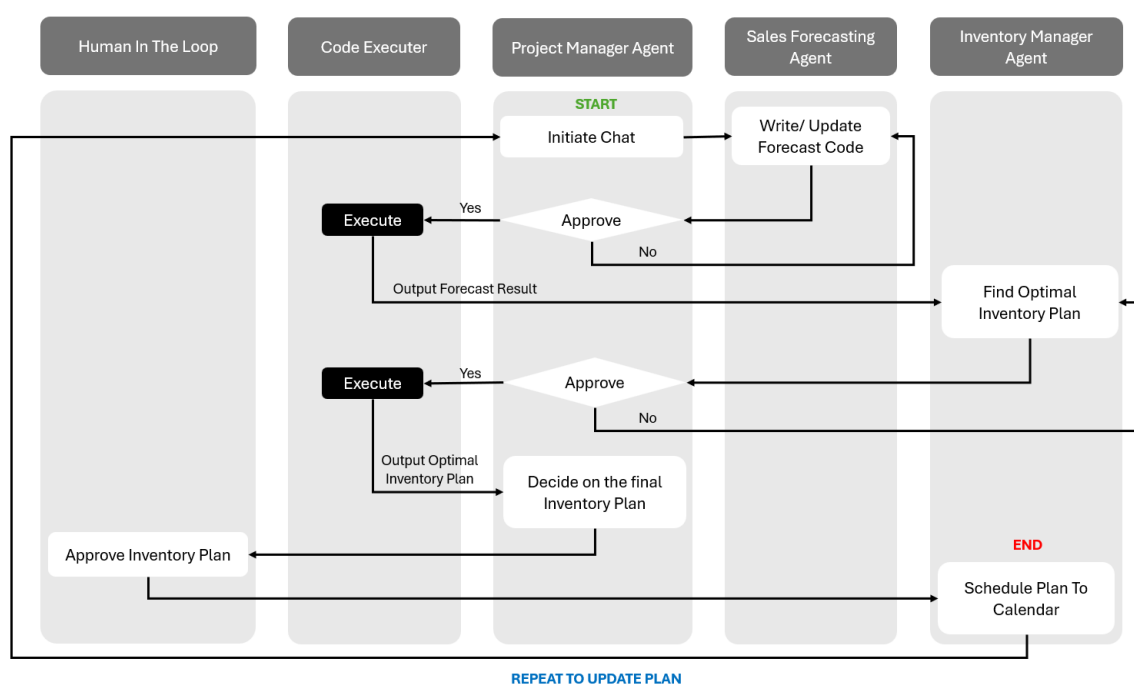 Human In The Loop
Code Executer
Project Manager Agent
Sales Forecasting
Agent
Inventory Manager
Agent
START
Initiate Chat
Write/ Update
Forecast Code
Execute
Yes
Approve
No
Output Forecast Result
Find Optimal
Inventory Plan
Execute
Yes
Approve
No
Output Optimal
Inventory Plan
Decide on the final
Inventory Plan
Approve Inventory Plan
END
Schedule Plan To
Calendar
REPEAT TO UPDATE PLAN